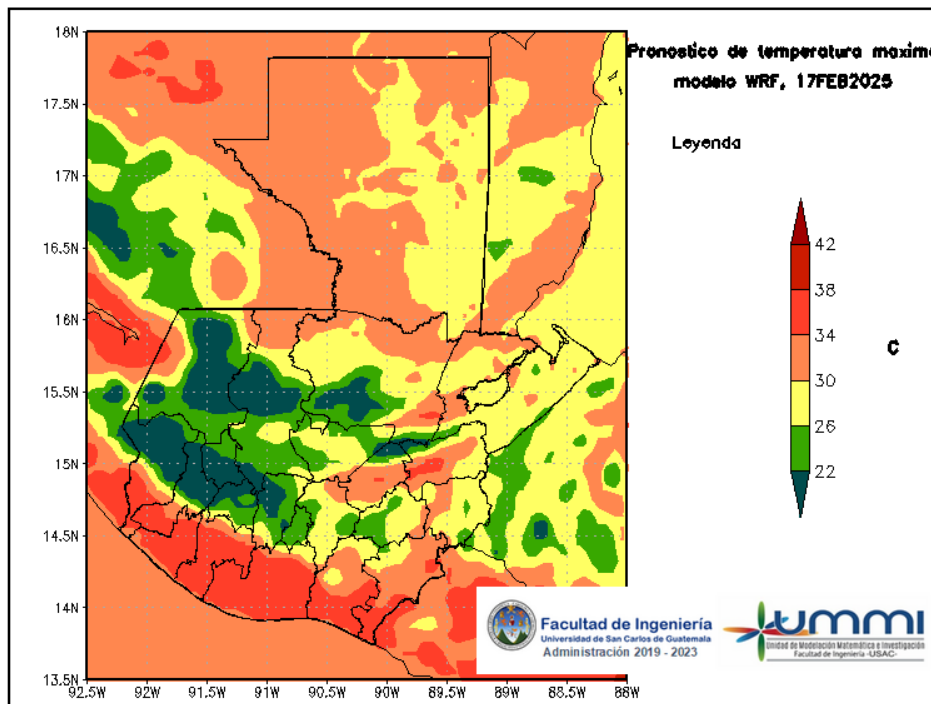 Pronostico de temperatura maxima
modelo WRF, 17FEB2025
Leyenda
42
38
34
30
26
22
C
18N
17.5N
17N
16.5N
16N
15.5N
15N
14.5N
14N
13.5N
92.5W
92W
91.5W
91W
90.5W
90W
89.5W
89W
88.5W
88W
Facultad de Ingeniería
Universidad de San Carlos de Guatemala
Administración 2019 - 2023
ummi
Unidad de Modelación Matemática e Investigación
Facultad de Ingeniería -USAC-